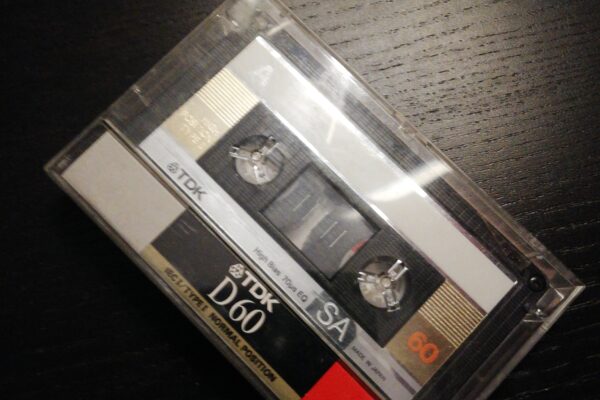 A
TDK
High Bias 70μs EQ
SA
MADE IN JAPAN
60
TDK
D60
IEC I/TYPE I NORMAL POSITION